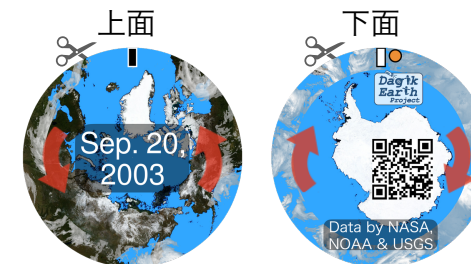 上面
下面
Sep. 20,
2003
Dagik
Earth
Project
Data by NASA,
NOAA & USGS